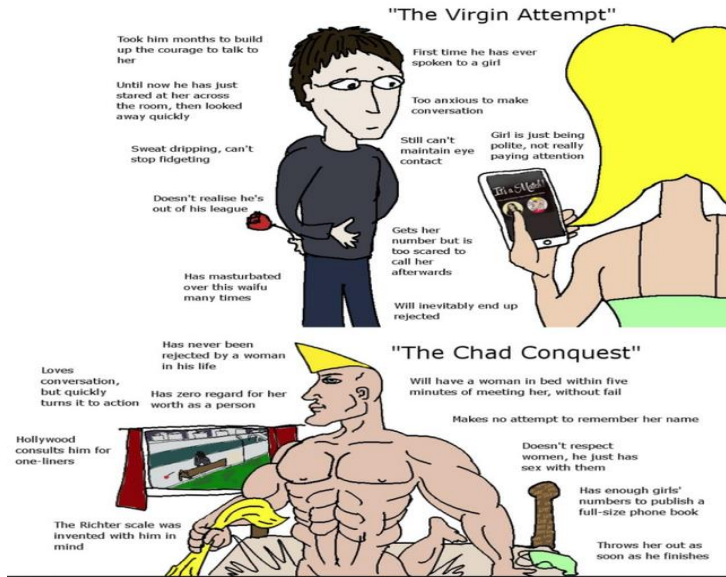 "The Virgin Attempt"
Took him months to build
up the courage to talk to
her
First time he has ever
spoken to a girl
Until now he has just
stared at her across
the room, then looked
away quickly
Too anxious to make
conversation
Sweat dripping, can't
stop fidgeting
Still can't
maintain eye
contact
Girl is just being
polite, not really
paying attention
It's a Match!
Doesn't realise he's
out of his league
Gets her
number but is
too scared to
call her
afterwards
Has masturbated
over this waifu
many times
Will inevitably end up
rejected
"The Chad Conquest"
Has never been
rejected by a woman
in his life
Loves
conversation,
but quickly
turns it to action
Has zero regard for her
worth as a person
Will have a woman in bed within five
minutes of meeting her, without fail
Makes no attempt to remember her name
Hollywood
consults him for
one-liners
Doesn't respect
women, he just has
sex with them
Has enough girls'
numbers to publish a
full-size phone book
The Richter scale was
invented with him in
mind
Throws her out as
soon as he finishes